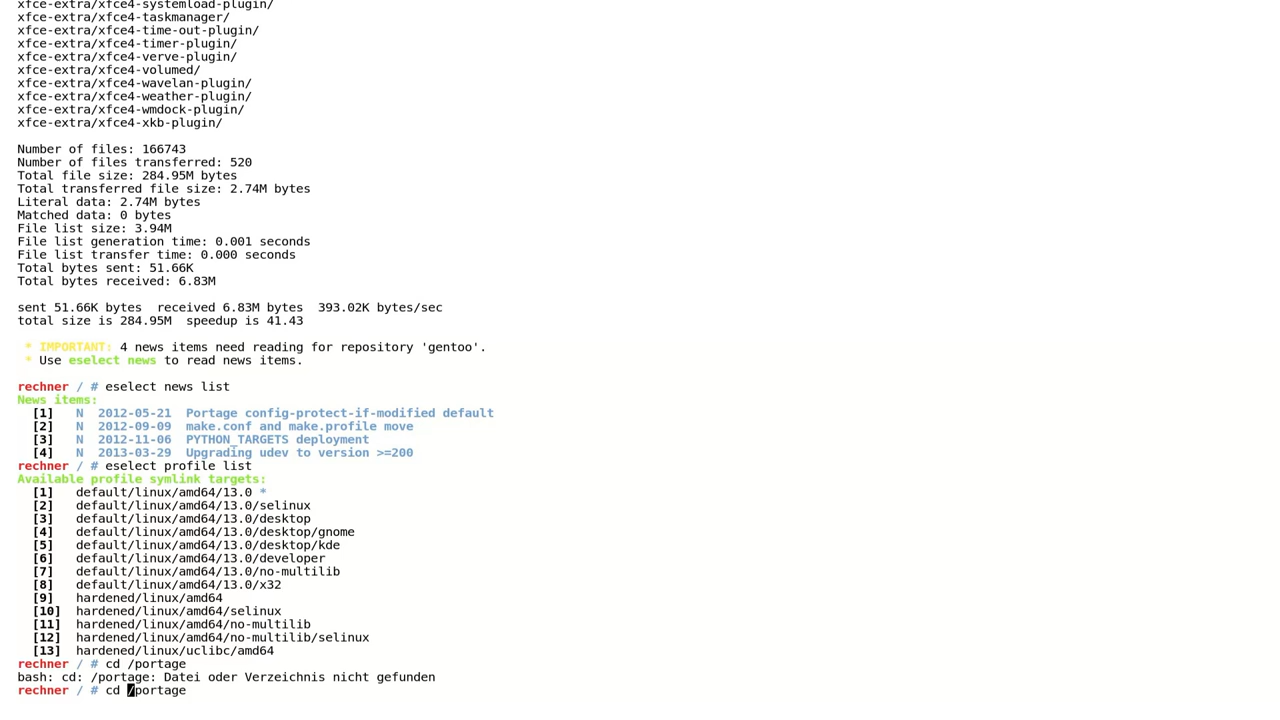 xfce-extra/xfce4-systemload-plugin/
xfce-extra/xfce4-taskmanager/
xfce-extra/xfce4-time-out-plugin/
xfce-extra/xfce4-timer-plugin/
xfce-extra/xfce4-verve-plugin/
xfce-extra/xfce4-volumed/
xfce-extra/xfce4-wavelan-plugin/
xfce-extra/xfce4-weather-plugin/
xfce-extra/xfce4-wmdock-plugin/
xfce-extra/xfce4-xkb-plugin/
Number of files: 166743
Number of files transferred: 520
Total file size: 284.95M bytes
Total transferred file size: 2.74M bytes
Literal data: 2.74M bytes
Matched data: 0 bytes
File list size: 3.94M
File list generation time: 0.001 seconds
File list transfer time: 0.000 seconds
Total bytes sent: 51.66K
Total bytes received: 6.83M
sent 51.66K bytes  received 6.83M bytes  393.02K bytes/sec
total size is 284.95M  speedup is 41.43
* IMPORTANT: 4 news items need reading for repository 'gentoo'.
* Use eselect news to read news items.
rechner / # eselect news list
News items:
[1]   N  2012-05-21  Portage config-protect-if-modified default
[2]   N  2012-09-09  make.conf and make.profile move
[3]   N  2012-11-06  PYTHON_TARGETS deployment
[4]   N  2013-03-29  Upgrading udev to version >=200
rechner / # eselect profile list
Available profile symlink targets:
[1]   default/linux/amd64/13.0 *
[2]   default/linux/amd64/13.0/selinux
[3]   default/linux/amd64/13.0/desktop
[4]   default/linux/amd64/13.0/desktop/gnome
[5]   default/linux/amd64/13.0/desktop/kde
[6]   default/linux/amd64/13.0/developer
[7]   default/linux/amd64/13.0/no-multilib
[8]   default/linux/amd64/13.0/x32
[9]   hardened/linux/amd64
[10]  hardened/linux/amd64/selinux
[11]  hardened/linux/amd64/no-multilib
[12]  hardened/linux/amd64/no-multilib/selinux
[13]  hardened/linux/uclibc/amd64
rechner / # cd /portage
bash: cd: /portage: Datei oder Verzeichnis nicht gefunden
rechner / # cd /portage